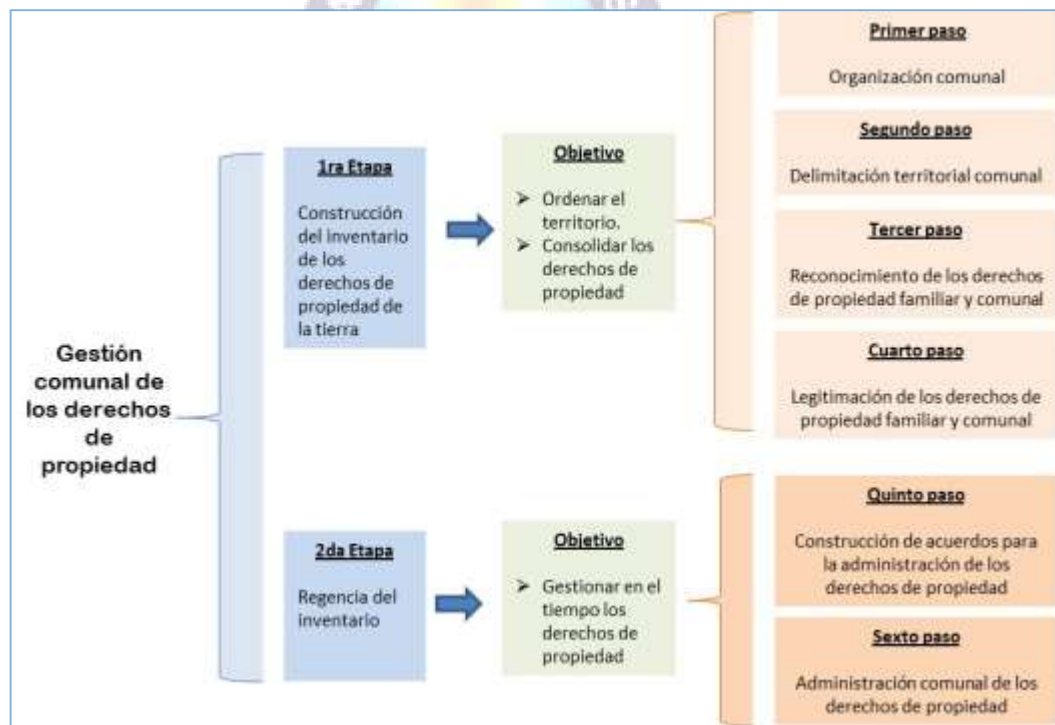 Gestión
comunal de
los derechos
de
propiedad
1ra Etapa
Construcción
del inventario
de los
derechos de
propiedad de
la tierra
Objetivo
➤ Ordenar el
territorio.
➤ Consolidar los
derechos de
propiedad
Primer paso
Organización comunal
Segundo paso
Delimitación territorial comunal
Tercer paso
Reconocimiento de los derechos
de propiedad familiar y comunal
Cuarto paso
Legitimación de los derechos de
propiedad familiar y comunal
2da Etapa
Regencia del
inventario
Objetivo
➤ Gestionar en el
tiempo los
derechos de
propiedad
Quinto paso
Construcción de acuerdos para
la administración de los
derechos de propiedad
Sexto paso
Administración comunal de los
derechos de propiedad